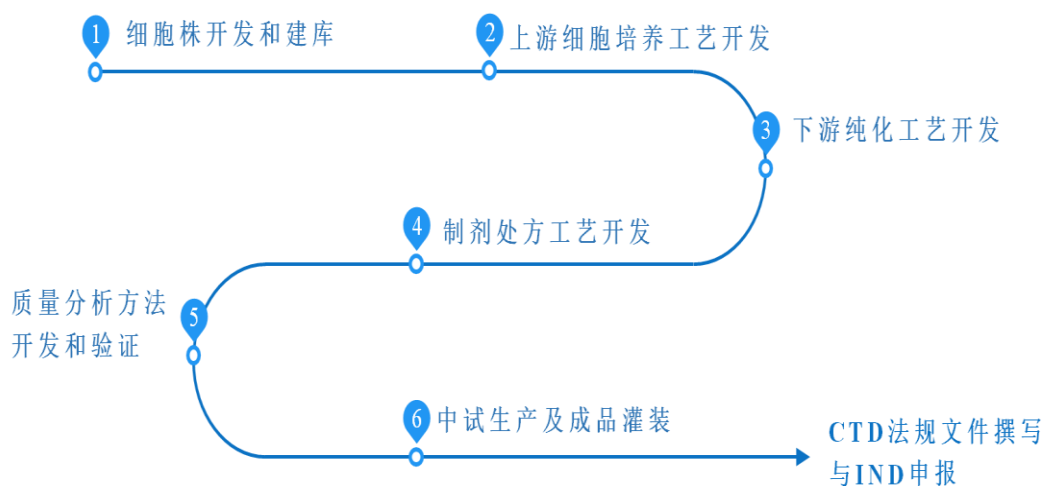 1 细胞株开发和建库
2 上游细胞培养工艺开发
3 下游纯化工艺开发
4 制剂处方工艺开发
5 质量分析方法
开发和验证
6 中试生产及成品灌装
CTD法规文件撰写
与IND申报